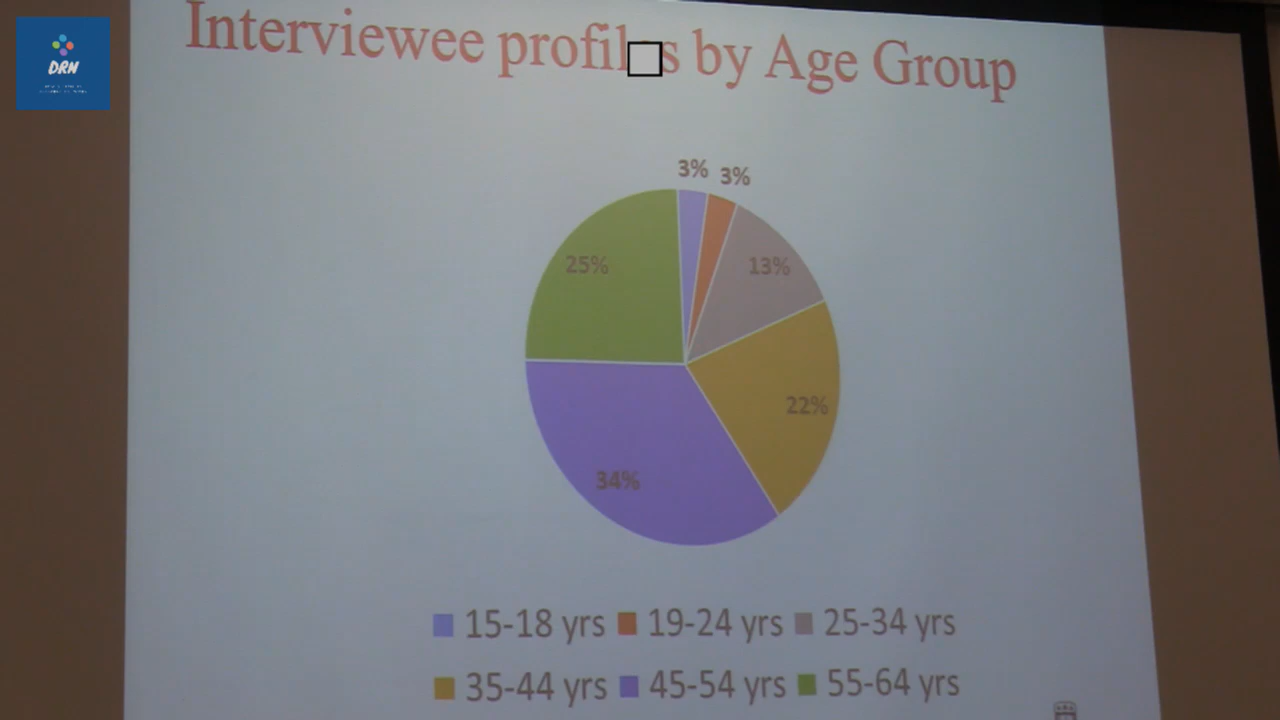 DRN
Interviewee profil□s by Age Group
3% 3%
25% 13%
22%
34%
15-18 yrs 19-24 yrs 25-34 yrs
35-44 yrs 45-54 yrs 55-64 yrs